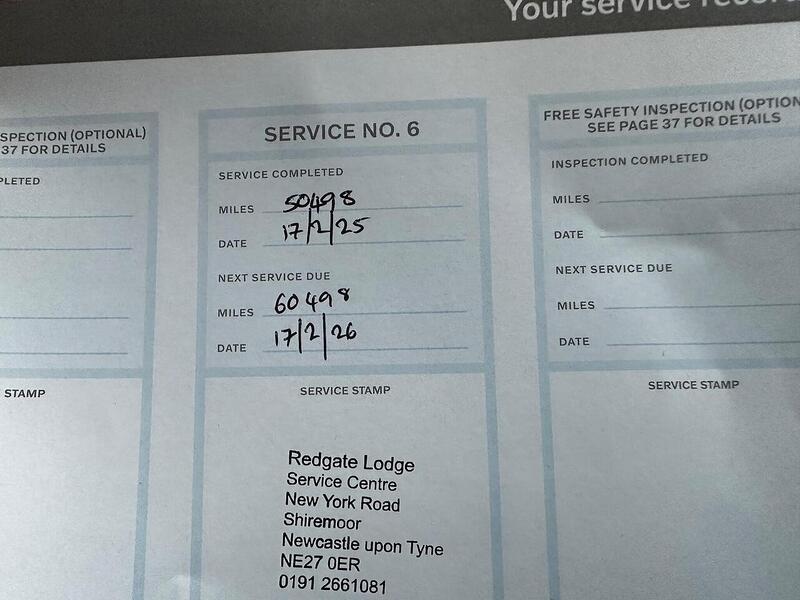 Your service record
SPECTION (OPTIONAL)
37 FOR DETAILS
PLETED
STAMP
SERVICE NO. 6
SERVICE COMPLETED
MILES 50498
DATE 17/2/25
NEXT SERVICE DUE
MILES 60498
DATE 17/2/26
SERVICE STAMP
Redgate Lodge
Service Centre
New York Road
Shiremoor
Newcastle upon Tyne
NE27 0ER
0191 2661081
FREE SAFETY INSPECTION (OPTION
SEE PAGE 37 FOR DETAILS
INSPECTION COMPLETED
MILES
DATE
NEXT SERVICE DUE
MILES
DATE
SERVICE STAMP